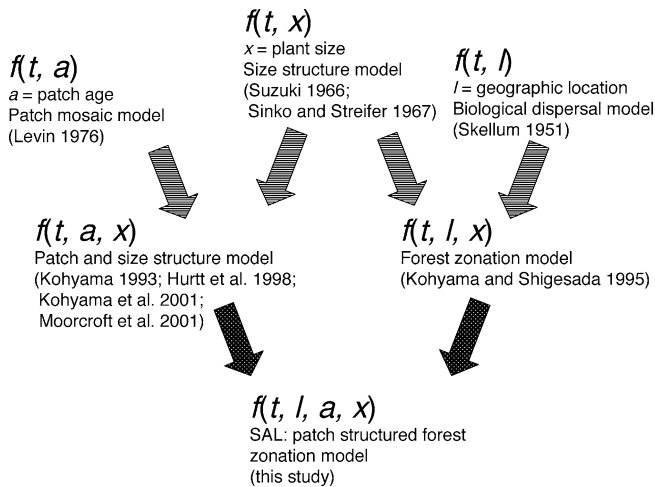 f(t, a)
a = patch age
Patch mosaic model
(Levin 1976)
f(t, x)
x = plant size
Size structure model
(Suzuki 1966;
Sinko and Streifer 1967)
f(t, l)
l = geographic location
Biological dispersal model
(Skellum 1951)
f(t, a, x)
Patch and size structure model
(Kohyama 1993; Hurtt et al. 1998;
Kohyama et al. 2001;
Moorcroft et al. 2001)
f(t, l, x)
Forest zonation model
(Kohyama and Shigesada 1995)
f(t, l, a, x)
SAL: patch structured forest
zonation model
(this study)